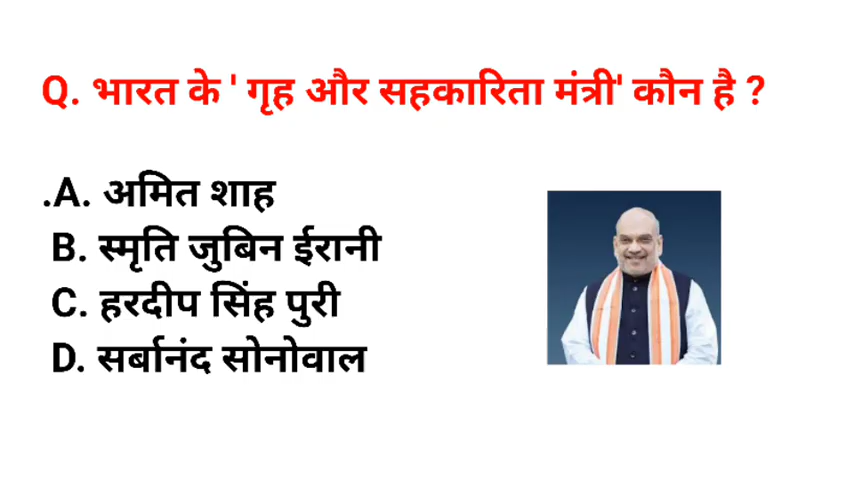 Q. भारत के ' गृह और सहकारिता मंत्री' कौन है ?
.A. अमित शाह
B. स्मृति जुबिन ईरानी
C. हरदीप सिंह पुरी
D. सर्बानंद सोनोवाल